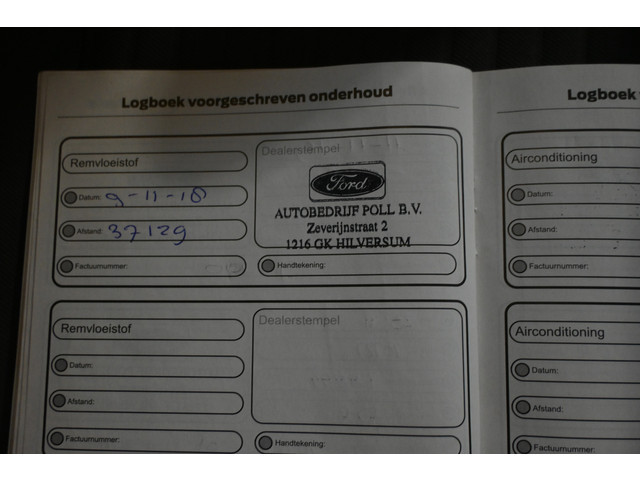 Logboek voorgeschreven onderhoud
Remvloeistof
Datum: 9-11-18
Afstand: 37129
Factuurnummer:
Dealerstempel
Ford
AUTOBEDRIJF POLL B.V.
Zeverijnstraat 2
1216 GK HILVERSUM
Handtekening:
Remvloeistof
Datum:
Afstand:
Factuurnummer:
Dealerstempel
Handtekening:
Logboek
Airconditioning
Datum:
Afstand:
Factuurnummer:
Airconditioning
Datum:
Afstand:
Factuurnummer: